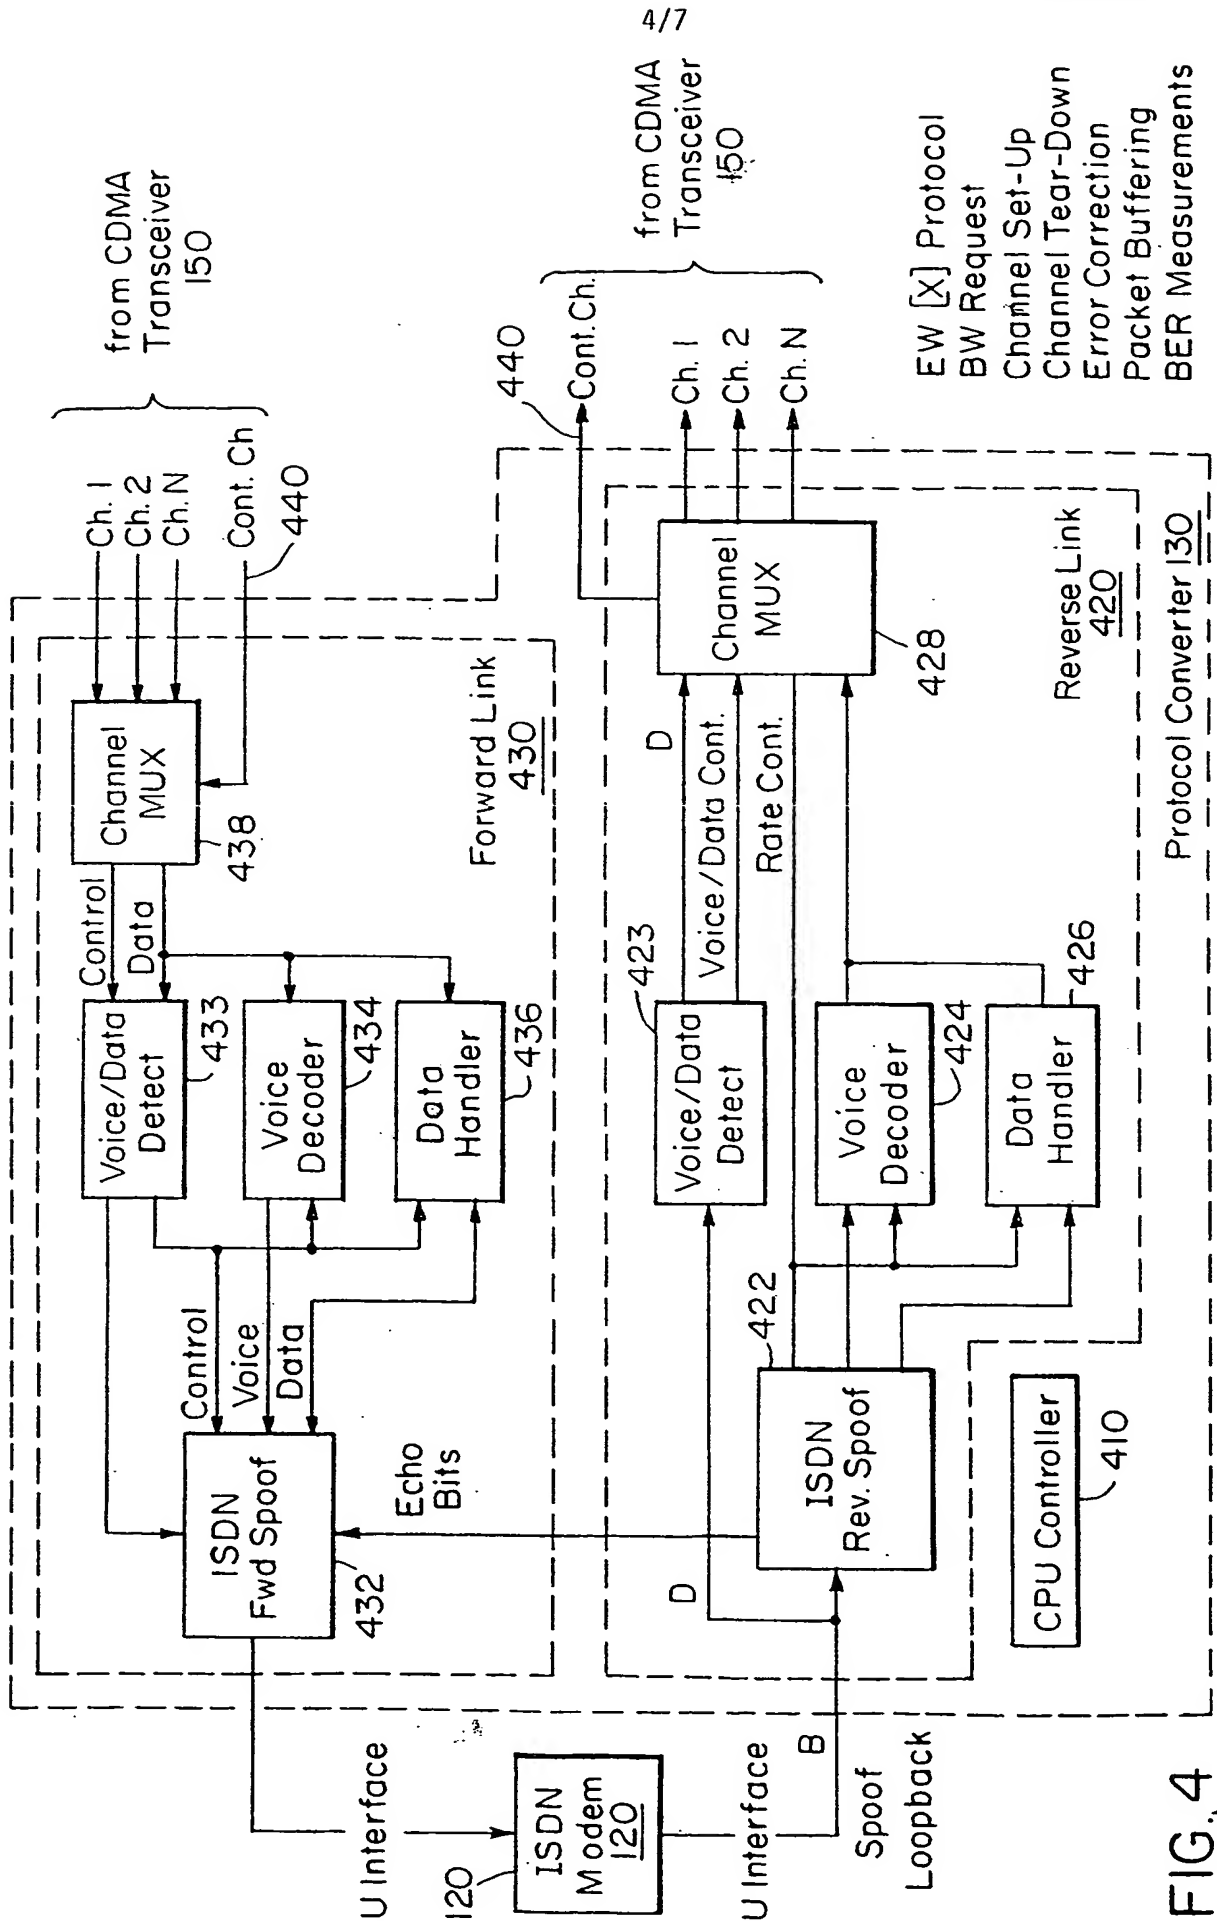 4/7
from CDMA
Transceiver
150
Ch. 1
Ch. 2
Ch. N
Cont. Ch
440
Channel
MUX
438
Control
Data
Voice/Data
Detect
433
Voice
Decoder
434
Data
Handler
436
Forward Link
430
Control
Voice
Data
ISDN
Fwd Spoof
432
Echo
Bits
U Interface
120
ISDN
Modem
120
U Interface
B
Spoof
Loopback
D
ISDN
Rev. Spoof
422
Voice/Data
Detect
423
Voice
Decoder
424
Data
Handler
426
D
Voice/Data Cont.
Rate Cont.
Channel
MUX
428
440
Cont. Ch.
Ch. 1
Ch. 2
Ch. N
from CDMA
Transceiver
150
Reverse Link
420
CPU Controller
410
Protocol Converter 130
EW [X] Protocol
BW Request
Channel Set-Up
Channel Tear-Down
Error Correction
Packet Buffering
BER Measurements
FIG. 4